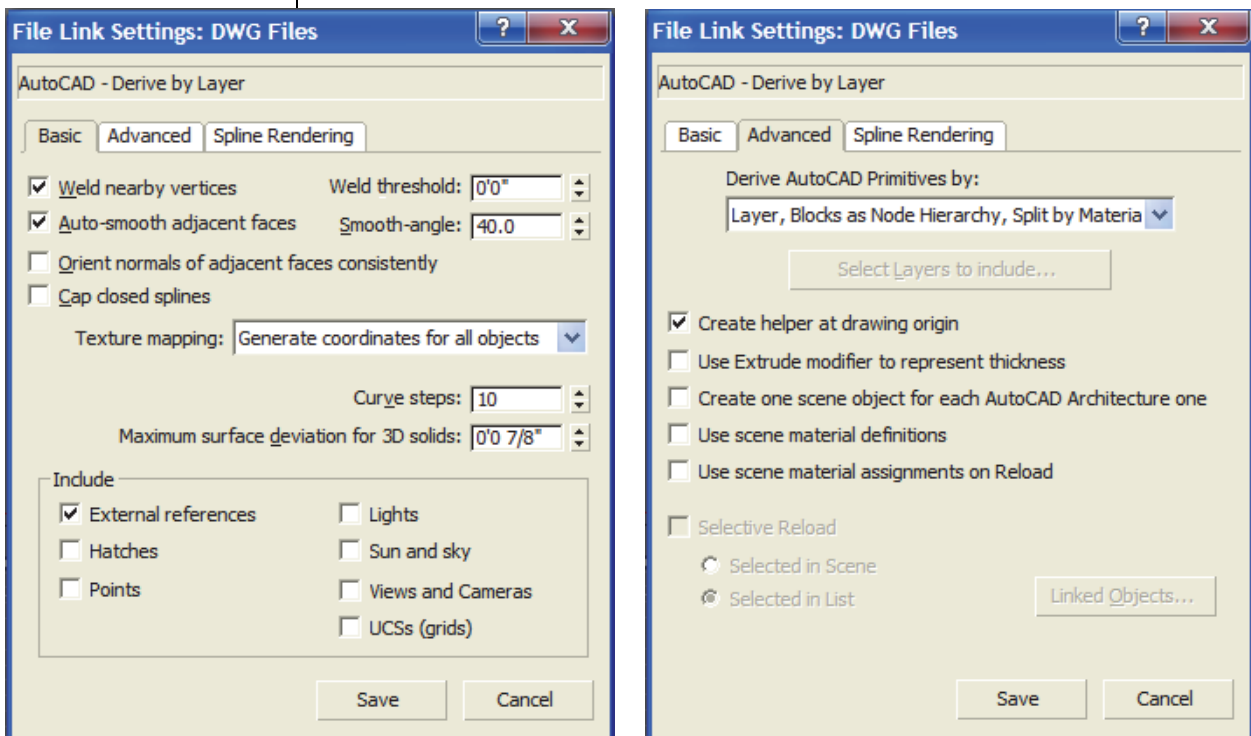 File Link Settings: DWG Files
?
X
AutoCAD - Derive by Layer
Basic
Advanced
Spline Rendering
Weld nearby vertices
Weld threshold: 0'0"
Auto-smooth adjacent faces
Smooth-angle: 40.0
Orient normals of adjacent faces consistently
Cap closed splines
Texture mapping: Generate coordinates for all objects
Curve steps: 10
Maximum surface deviation for 3D solids: 0'0 7/8"
Include
External references
Lights
Hatches
Sun and sky
Points
Views and Cameras
UCSs (grids)
Save
Cancel
File Link Settings: DWG Files
?
X
AutoCAD - Derive by Layer
Basic
Advanced
Spline Rendering
Derive AutoCAD Primitives by:
Layer, Blocks as Node Hierarchy, Split by Materia
Select Layers to include...
Create helper at drawing origin
Use Extrude modifier to represent thickness
Create one scene object for each AutoCAD Architecture one
Use scene material definitions
Use scene material assignments on Reload
Selective Reload
Selected in Scene
Selected in List
Linked Objects...
Save
Cancel